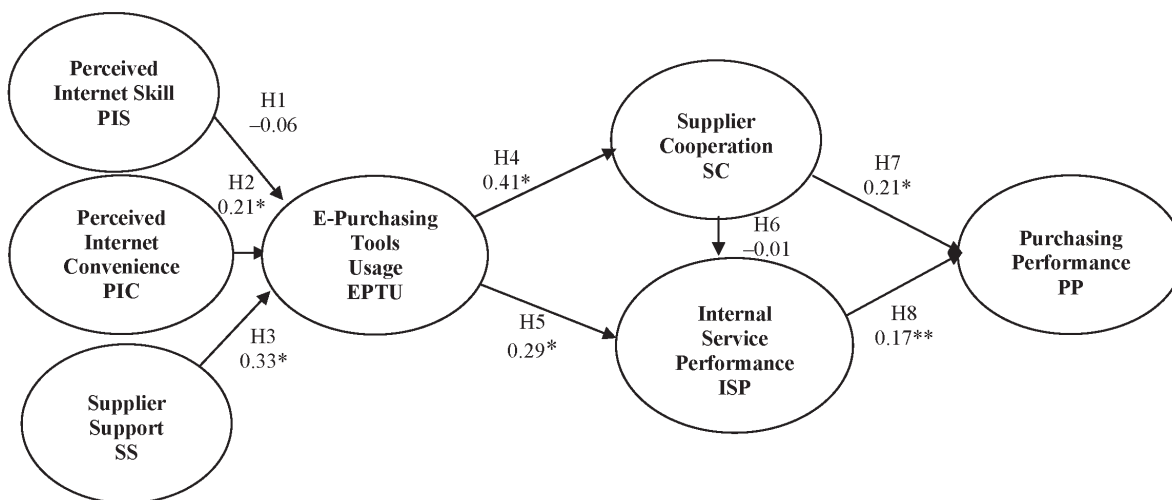 Perceived
Internet Skill
PIS
H1
–0.06
H2
0.21*
Perceived
Internet
Convenience
PIC
H3
0.33*
Supplier
Support
SS
E-Purchasing
Tools
Usage
EPTU
H4
0.41*
H5
0.29*
Supplier
Cooperation
SC
H6
–0.01
Internal
Service
Performance
ISP
H7
0.21*
H8
0.17**
Purchasing
Performance
PP